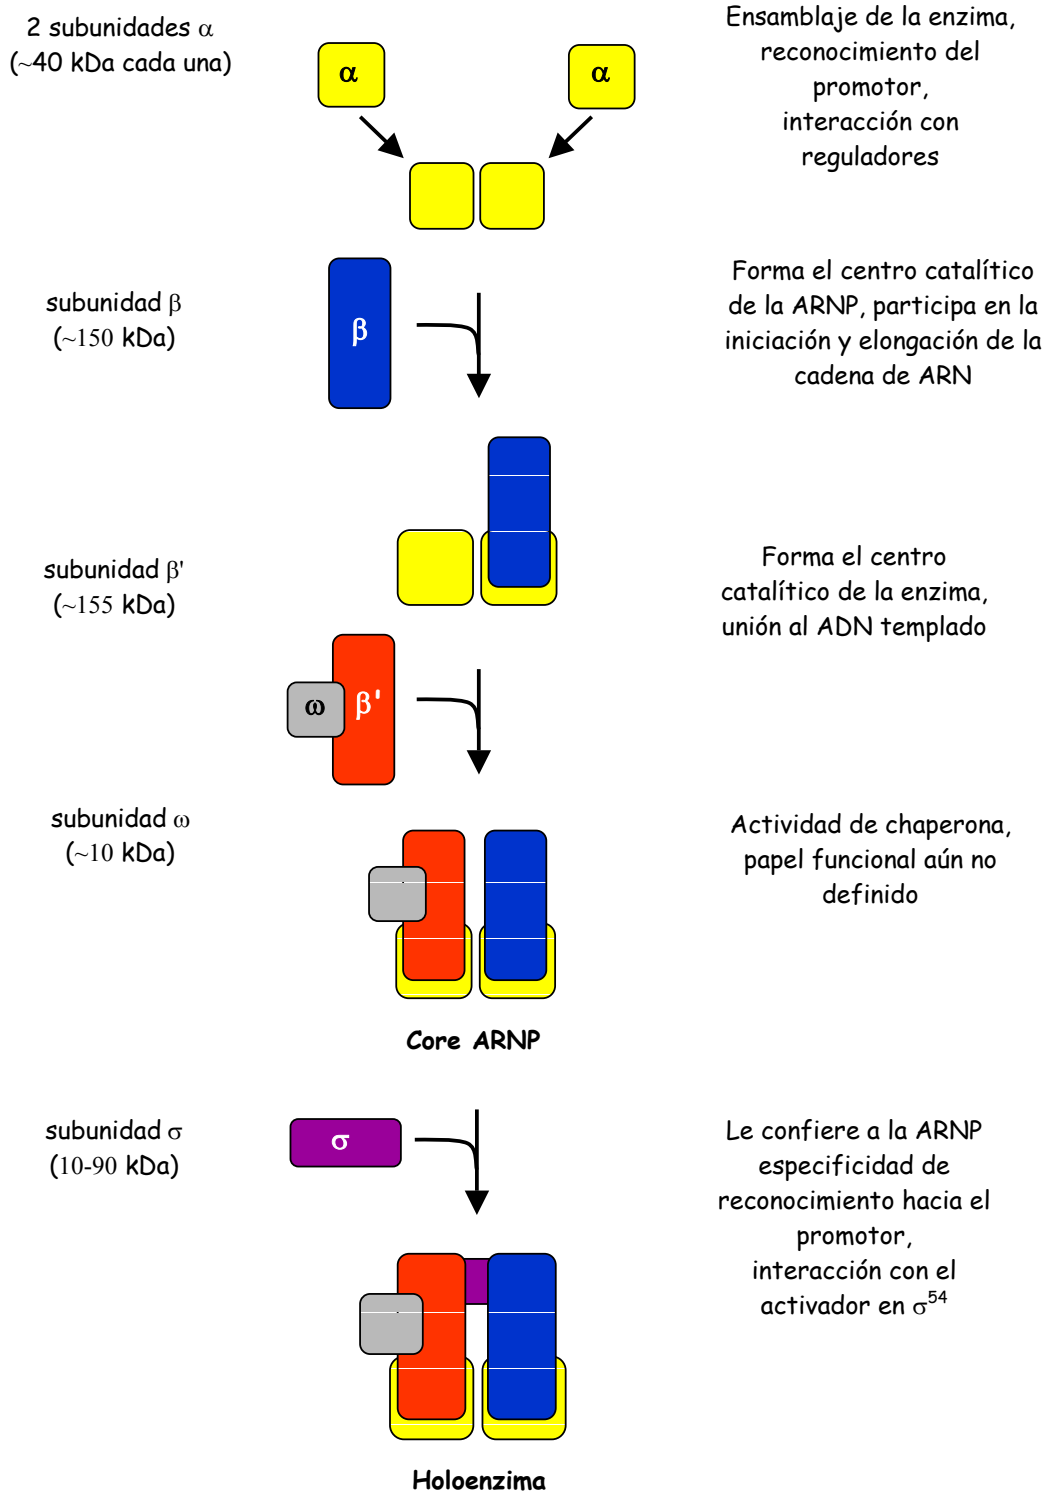 2 subunidades α
(~40 kDa cada una)
α
α
Ensamblaje de la enzima,
reconocimiento del
promotor,
interacción con
reguladores
subunidad β
(~150 kDa)
β
Forma el centro catalítico
de la ARNP, participa en la
iniciación y elongación de la
cadena de ARN
subunidad β'
(~155 kDa)
Forma el centro
catalítico de la enzima,
unión al ADN templado
ω
β'
subunidad ω
(~10 kDa)
Actividad de chaperona,
papel funcional aún no
definido
Core ARNP
subunidad σ
(10-90 kDa)
σ
Le confiere a la ARNP
especificidad de
reconocimiento hacia el
promotor,
interacción con el
activador en σ⁵⁴
Holoenzima